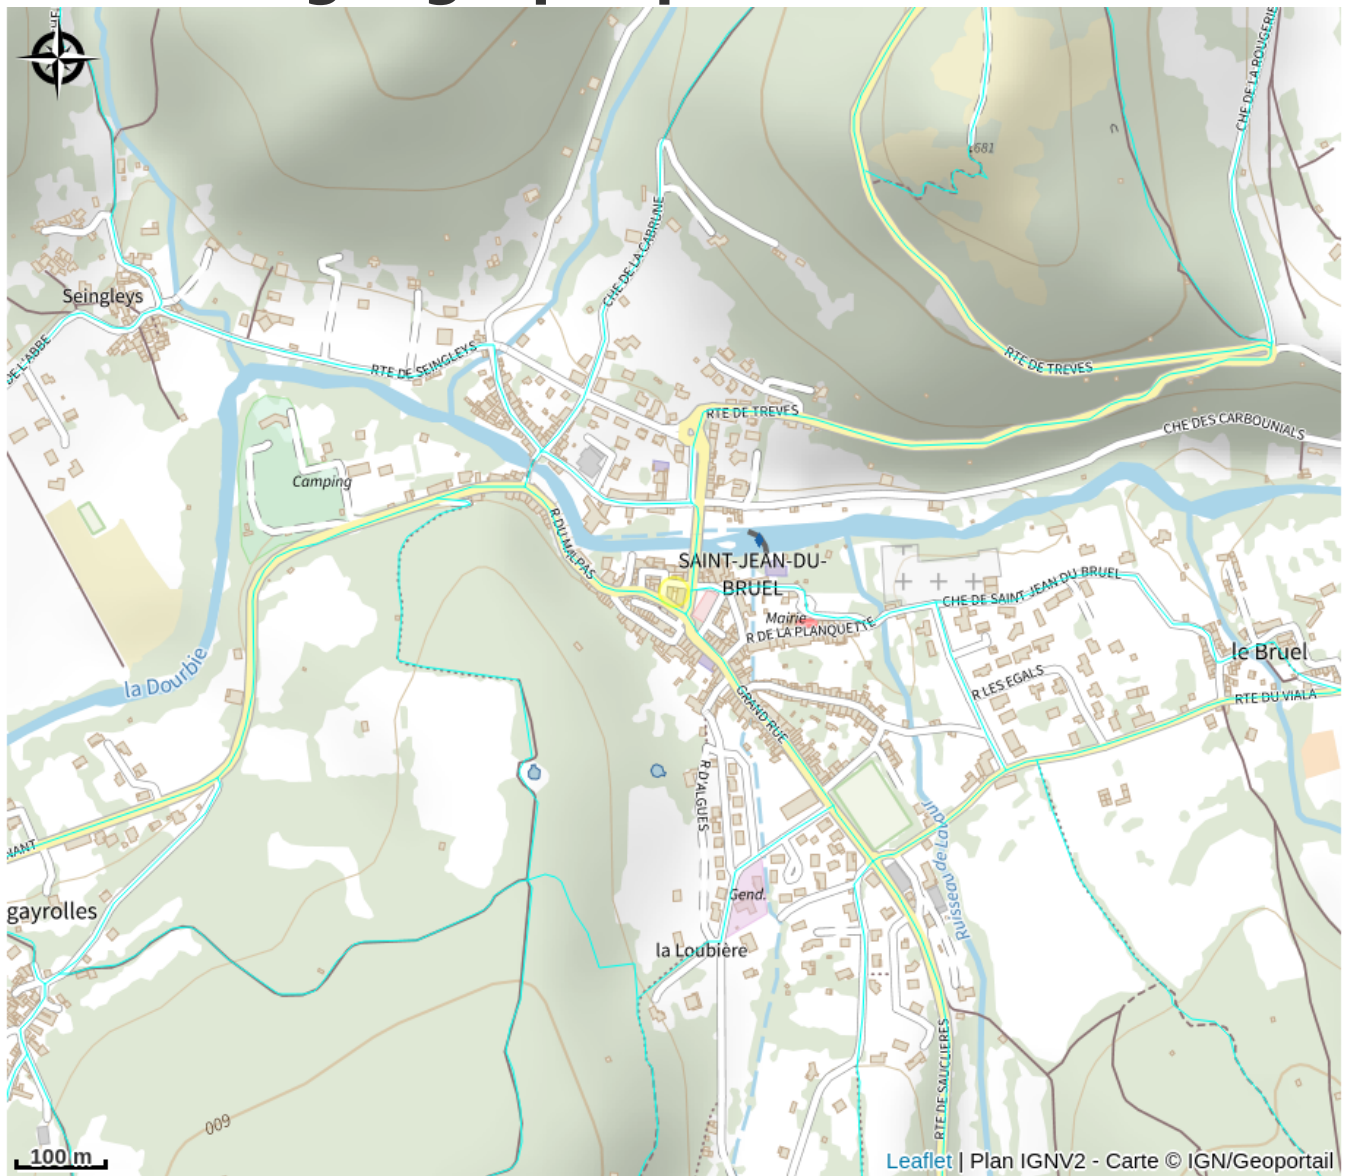 CHE DE LA ROUGERIE
681
CHE DE LA CABRUNE
Seingleys
DE L'ABBE
RTE DE SEINGLEYS
RTE DE TREVES
RTE DE TREVES
CHE DES CARBOUNIALS
Camping
R DU MALPAS
SAINT-JEAN-DU-
BRUEL
CHE DE SAINT JEAN DU BRUEL
Mairie
R DE LA PLANQUETTE
le Bruel
la Dourbie
R LES EGALS
RTE DU VIALA
GRAND RUE
R D'ALGUES
Ruisseau de Lavaur
NANT
Gend.
gayrolles
la Loubière
RTE DE SAUCLIERES
600
100 m
Leaflet | Plan IGNV2 - Carte © IGN/Geoportail